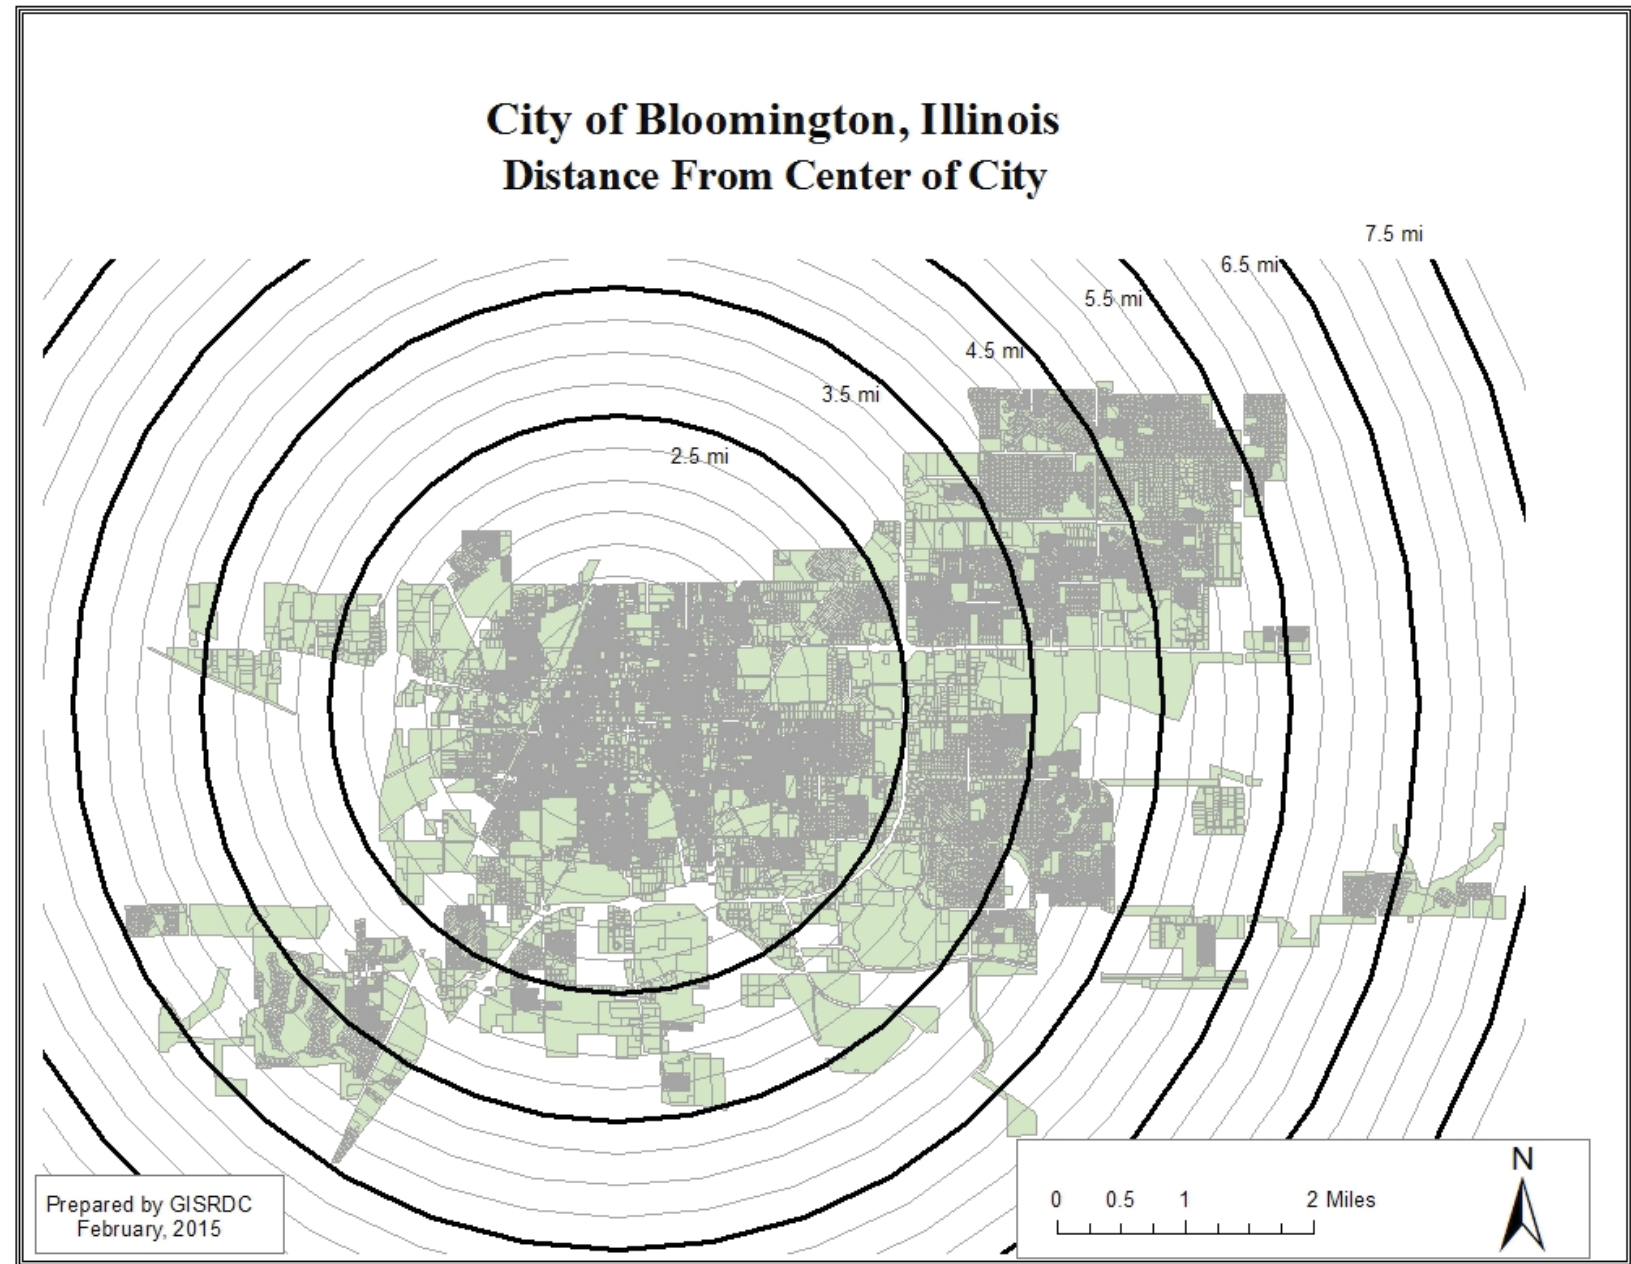 City of Bloomington, Illinois
Distance From Center of City
7.5 mi
6.5 mi
5.5 mi
4.5 mi
3.5 mi
2.5 mi
Prepared by GISRDC
February, 2015
N
0 0.5 1 2 Miles